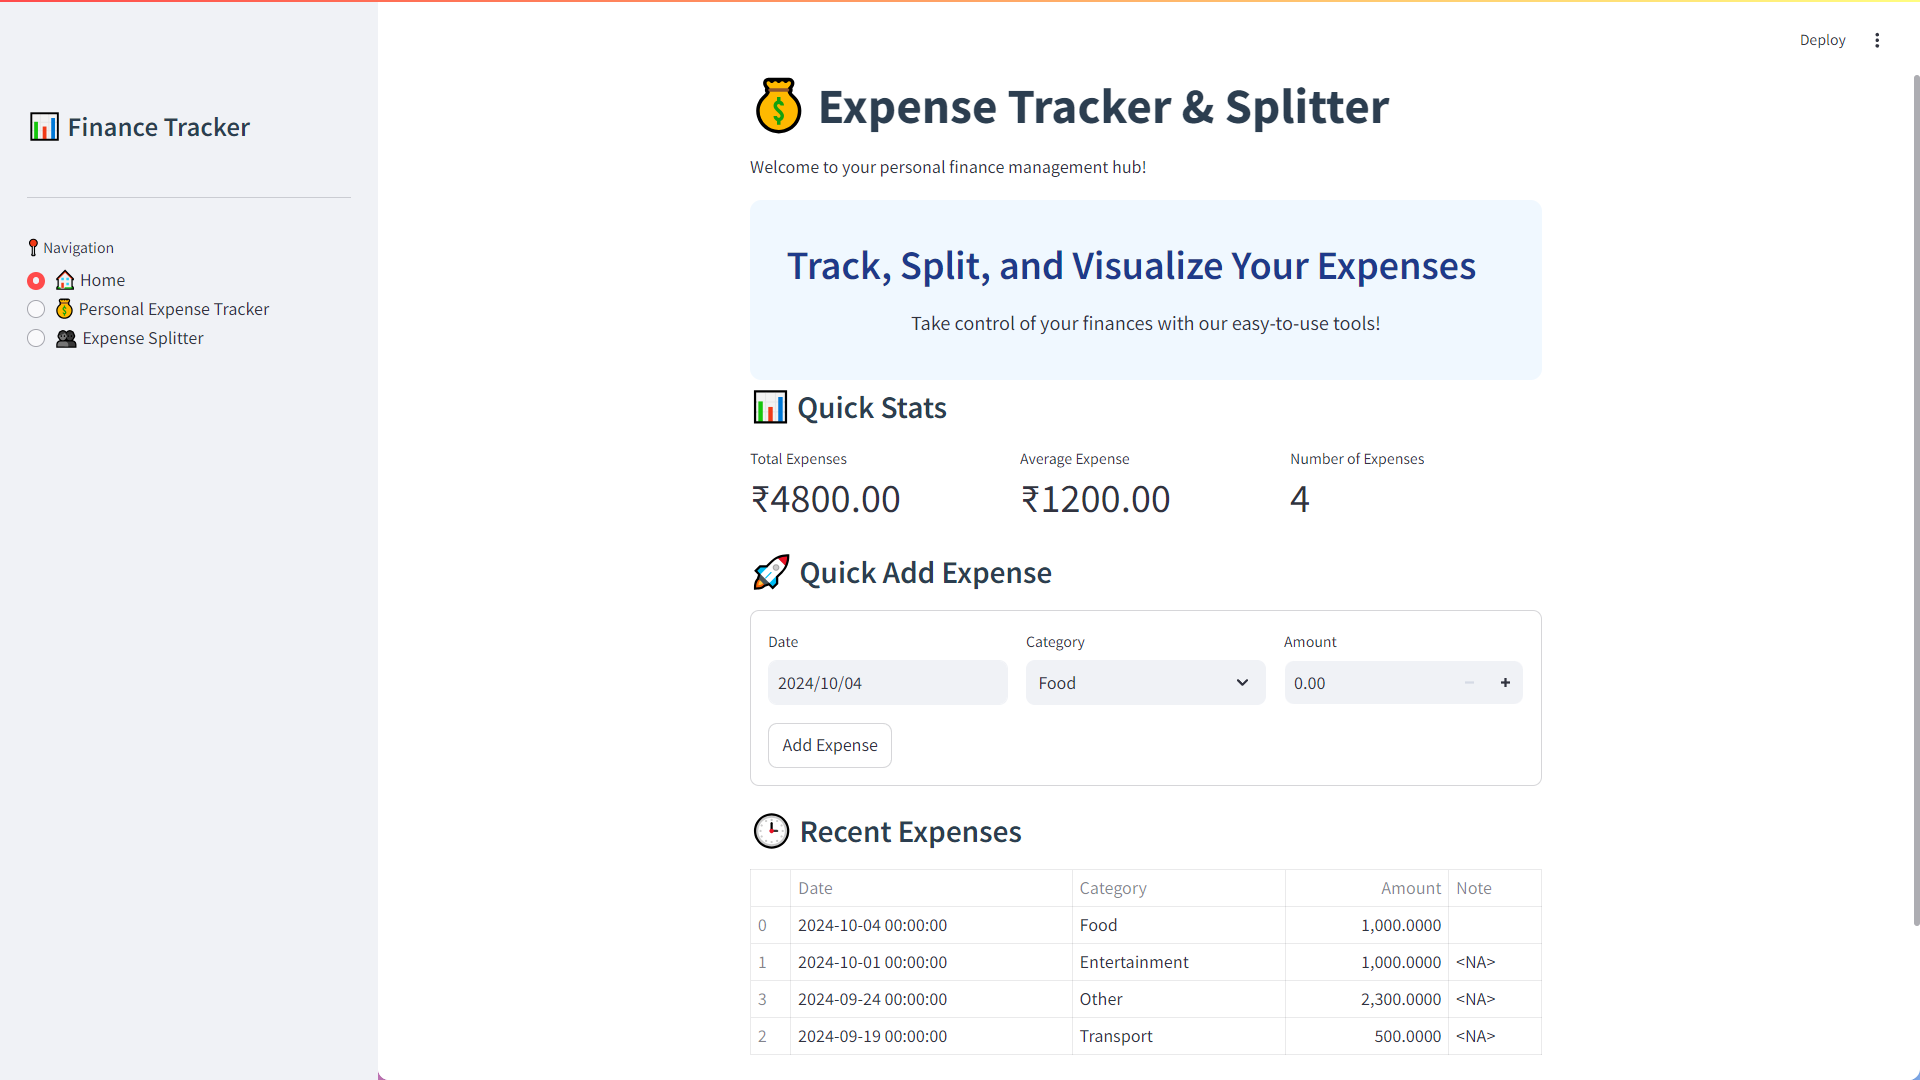 Deploy
Finance Tracker
Navigation
Home
Personal Expense Tracker
Expense Splitter
Expense Tracker & Splitter
Welcome to your personal finance management hub!
Track, Split, and Visualize Your Expenses
Take control of your finances with our easy-to-use tools!
Quick Stats
Total Expenses Average Expense Number of Expenses
₹4800.00 ₹1200.00 4
Quick Add Expense
Date Category Amount
2024/10/04 Food 0.00
Add Expense
Recent Expenses
Date Category Amount Note
0 2024-10-04 00:00:00 Food 1,000.0000
1 2024-10-01 00:00:00 Entertainment 1,000.0000 <NA>
3 2024-09-24 00:00:00 Other 2,300.0000 <NA>
2 2024-09-19 00:00:00 Transport 500.0000 <NA>